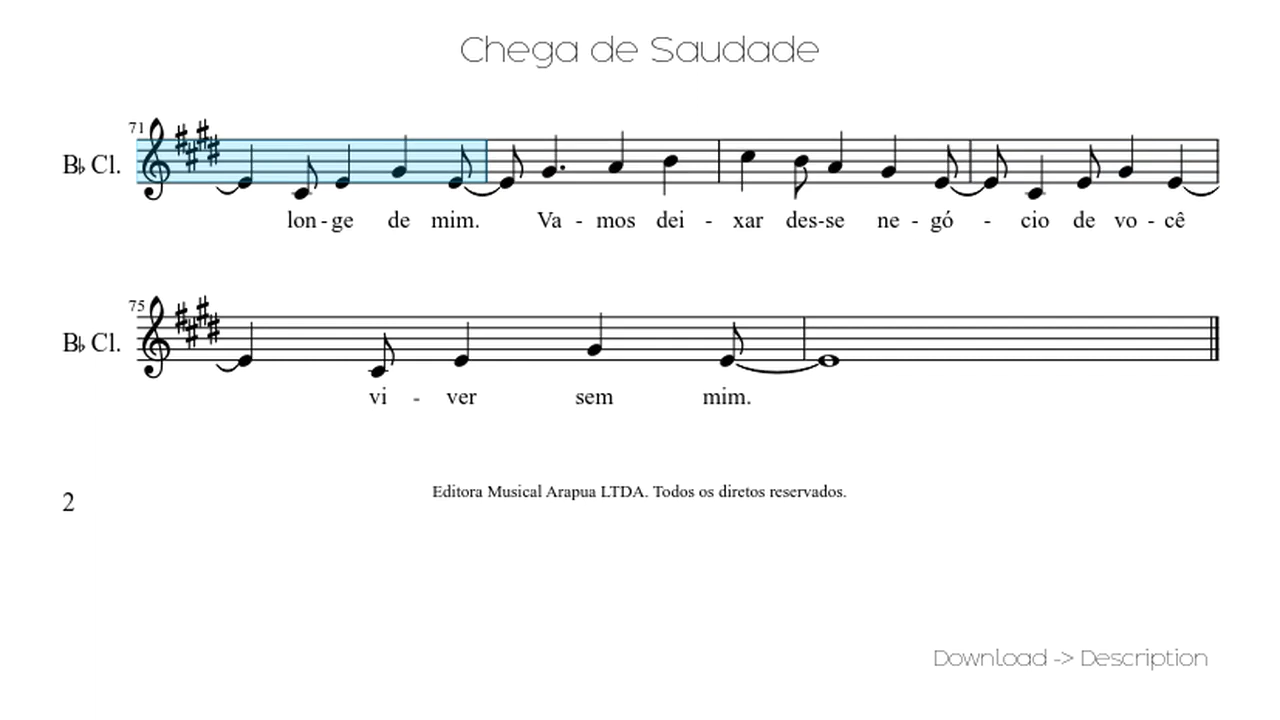 Chega de Saudade
71
B♭ Cl.
lon - ge de mim. Va - mos dei - xar des-se ne - gó - cio de vo - cê
75
B♭ Cl.
vi - ver sem mim.
Editora Musical Arapua LTDA. Todos os diretos reservados.
2
Download -> Description